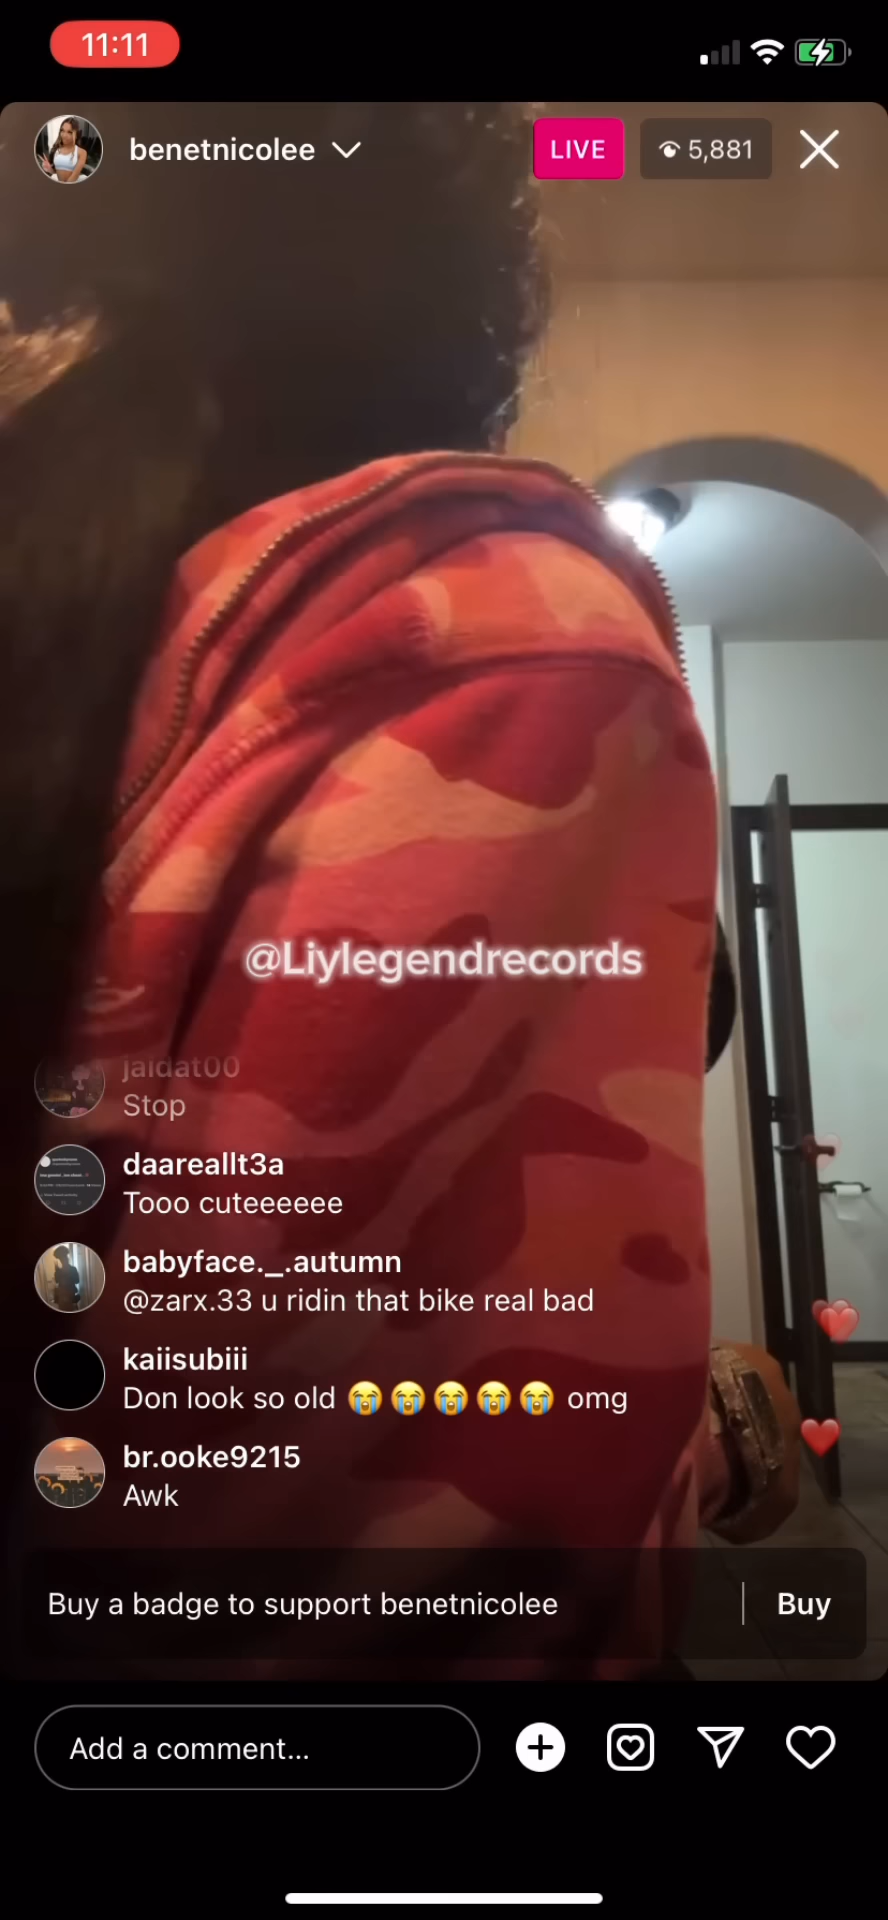 11:11
benetnicolee
LIVE
5,881
@Liylegendrecords
jaidat00
Stop
daareallt3a
Tooo cuteeeeee
babyface._.autumn
@zarx.33 u ridin that bike real bad
kaiisubiii
Don look so old 😭😭😭😭😭 omg
br.ooke9215
Awk
Buy a badge to support benetnicolee
Buy
Add a comment...